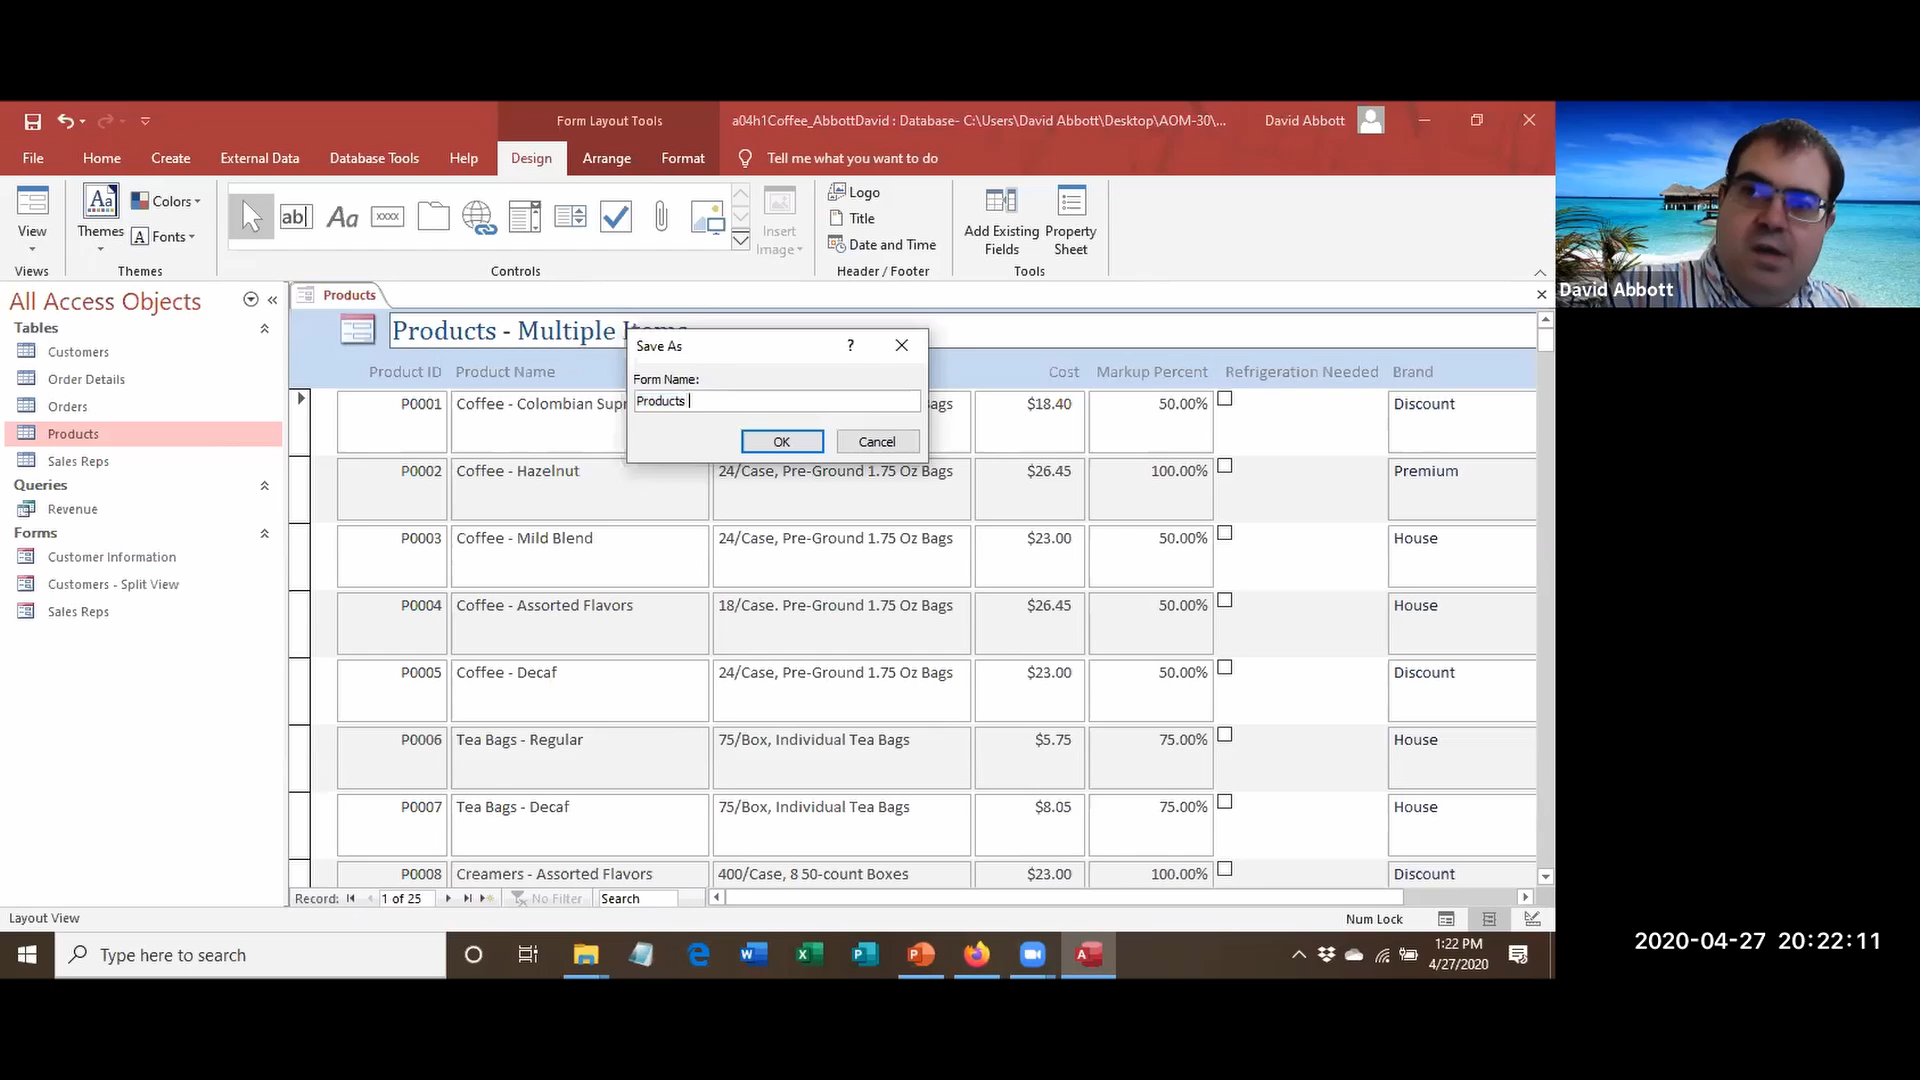 Form Layout Tools
a04h1Coffee_AbbottDavid : Database- C:\Users\David Abbott\Desktop\AOM-30\...
David Abbott
File Home Create External Data Database Tools Help Design Arrange Format Tell me what you want to do
View
Views
Themes
Colors
Fonts
Themes
Controls
Insert
Image
Logo
Title
Date and Time
Header / Footer
Add Existing
Fields
Property
Sheet
Tools
All Access Objects
Tables
Customers
Order Details
Orders
Products
Sales Reps
Queries
Revenue
Forms
Customer Information
Customers - Split View
Sales Reps
Products
Products - Multiple Items
Product ID Product Name Cost Markup Percent Refrigeration Needed Brand
P0001 Coffee - Colombian Supr ags $18.40 50.00% Discount
P0002 Coffee - Hazelnut 24/Case, Pre-Ground 1.75 Oz Bags $26.45 100.00% Premium
P0003 Coffee - Mild Blend 24/Case, Pre-Ground 1.75 Oz Bags $23.00 50.00% House
P0004 Coffee - Assorted Flavors 18/Case. Pre-Ground 1.75 Oz Bags $26.45 50.00% House
P0005 Coffee - Decaf 24/Case, Pre-Ground 1.75 Oz Bags $23.00 50.00% Discount
P0006 Tea Bags - Regular 75/Box, Individual Tea Bags $5.75 75.00% House
P0007 Tea Bags - Decaf 75/Box, Individual Tea Bags $8.05 75.00% House
P0008 Creamers - Assorted Flavors 400/Case, 8 50-count Boxes $23.00 100.00% Discount
Save As ?
Form Name:
Products
OK Cancel
Record: 1 of 25 No Filter Search
Layout View
Num Lock
Type here to search
1:22 PM
4/27/2020
David Abbott
2020-04-27 20:22:11